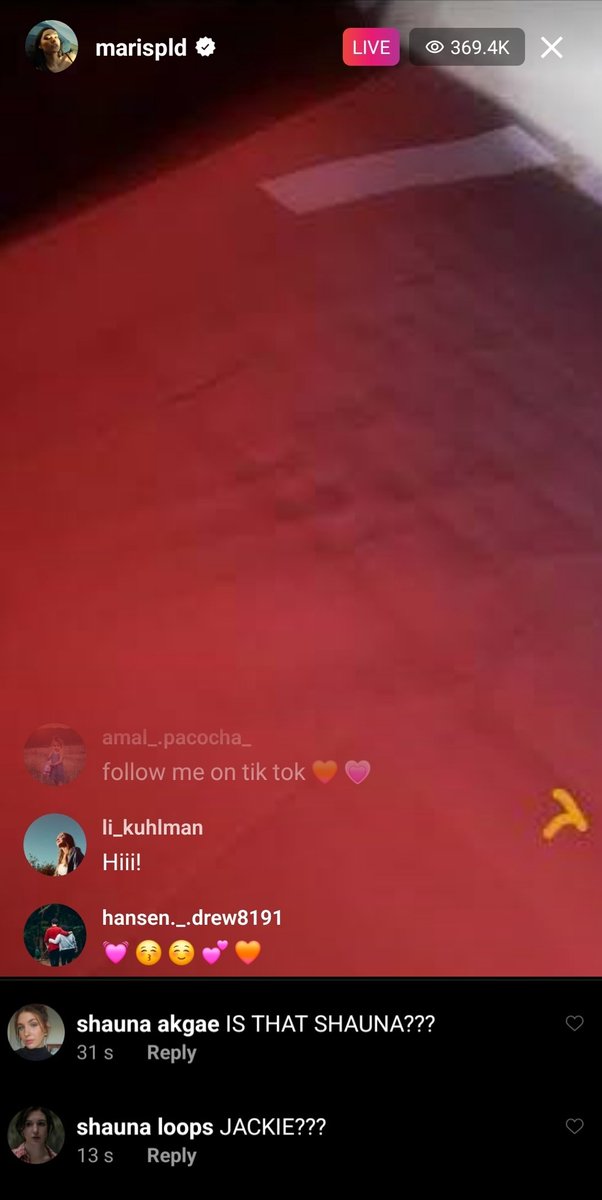 marispld
LIVE
369.4K
amal_.pacocha_
follow me on tik tok 🧡 💗
li_kuhlman
Hiii!
hansen._.drew8191
💓 😚 ☺️ 💕 🧡
shauna akgae IS THAT SHAUNA???
31 s Reply
shauna loops JACKIE???
13 s Reply